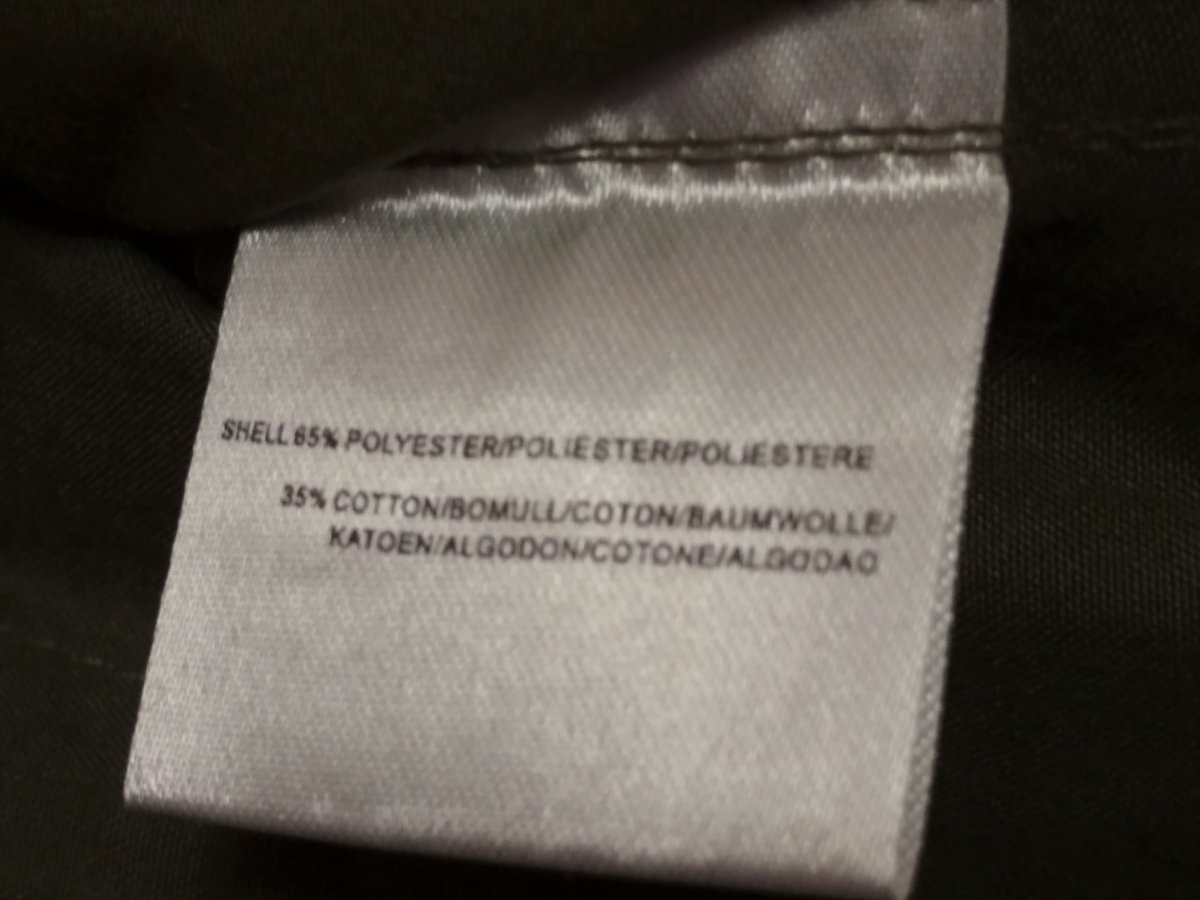 SHELL 65% POLYESTER/POLIESTER/POLIESTERE
35% COTTON/BOMULL/COTON/BAUMWOLLE/
KATOEN/ALGODON/COTONE/ALGODAO